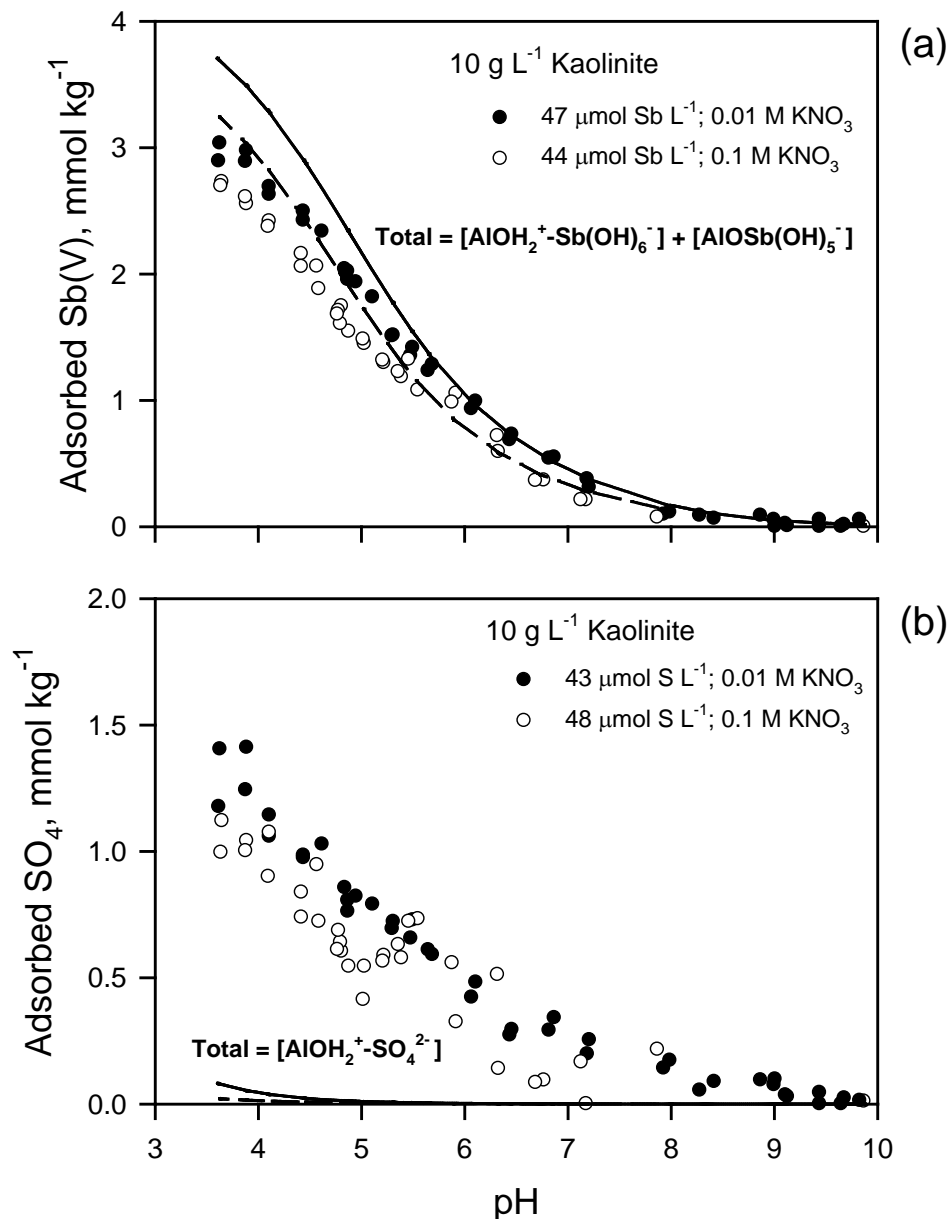 (a)
10 g L⁻¹ Kaolinite
47 μmol Sb L⁻¹; 0.01 M KNO₃
44 μmol Sb L⁻¹; 0.1 M KNO₃
Total = [AlOH₂⁺-Sb(OH)₆⁻] + [AlOSb(OH)₅⁻]
Adsorbed Sb(V), mmol kg⁻¹
4
3
2
1
0
(b)
10 g L⁻¹ Kaolinite
43 μmol S L⁻¹; 0.01 M KNO₃
48 μmol S L⁻¹; 0.1 M KNO₃
Total = [AlOH₂⁺-SO₄²⁻]
Adsorbed SO₄, mmol kg⁻¹
2.0
1.5
1.0
0.5
0.0
3 4 5 6 7 8 9 10
pH